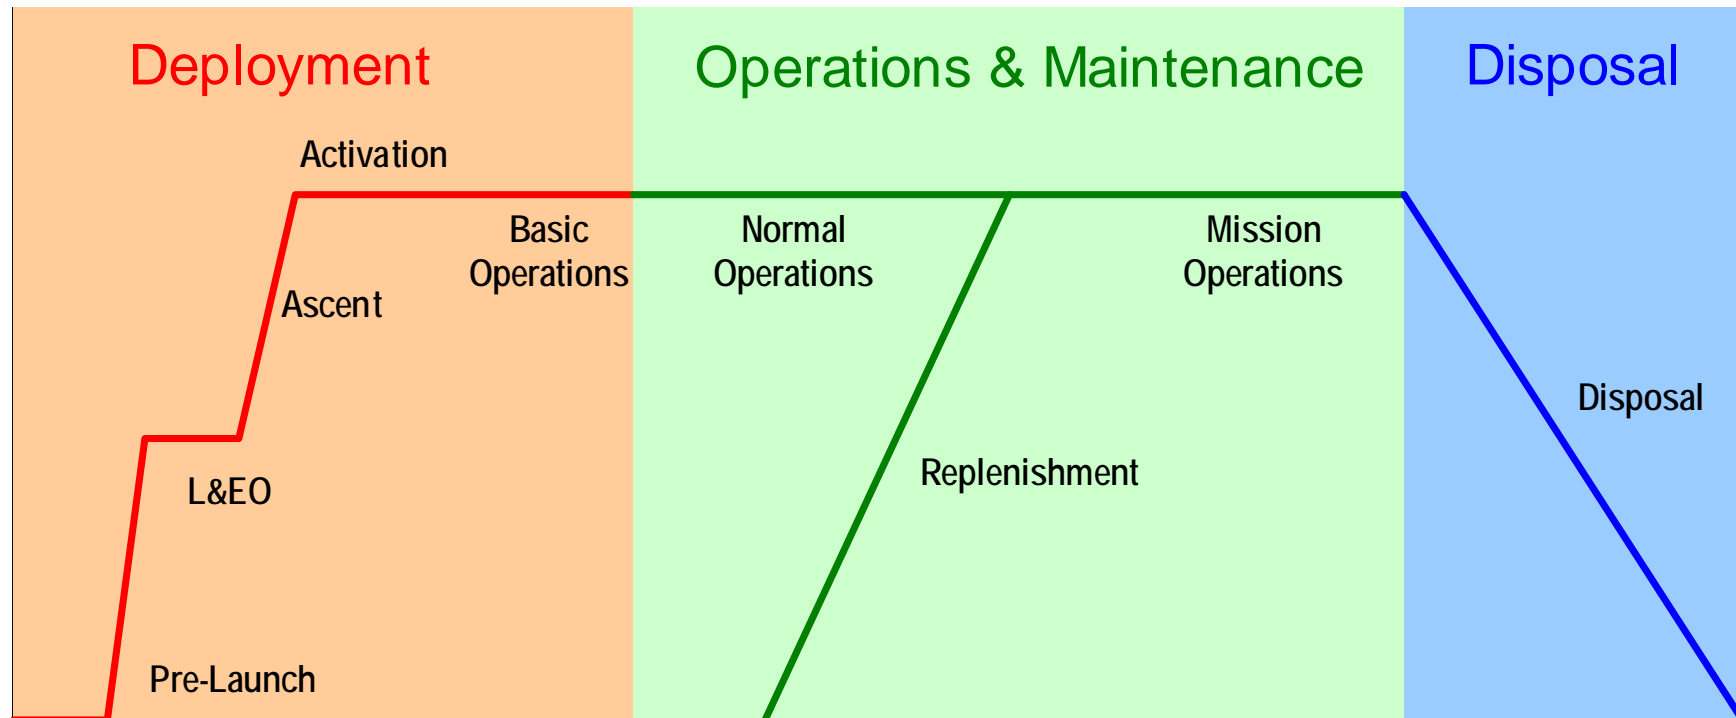 Deployment
Operations & Maintenance
Disposal
Activation
Basic
Operations
Normal
Operations
Mission
Operations
Ascent
Disposal
Replenishment
L&EO
Pre-Launch